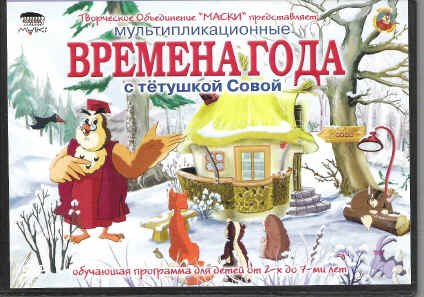 Творческое Объединение "МАСКИ" представляет:
мультипликационные
ВРЕМЕНА ГОДА
с тётушкой Совой
обучающая программа для детей от 2-х до 7-ми лет